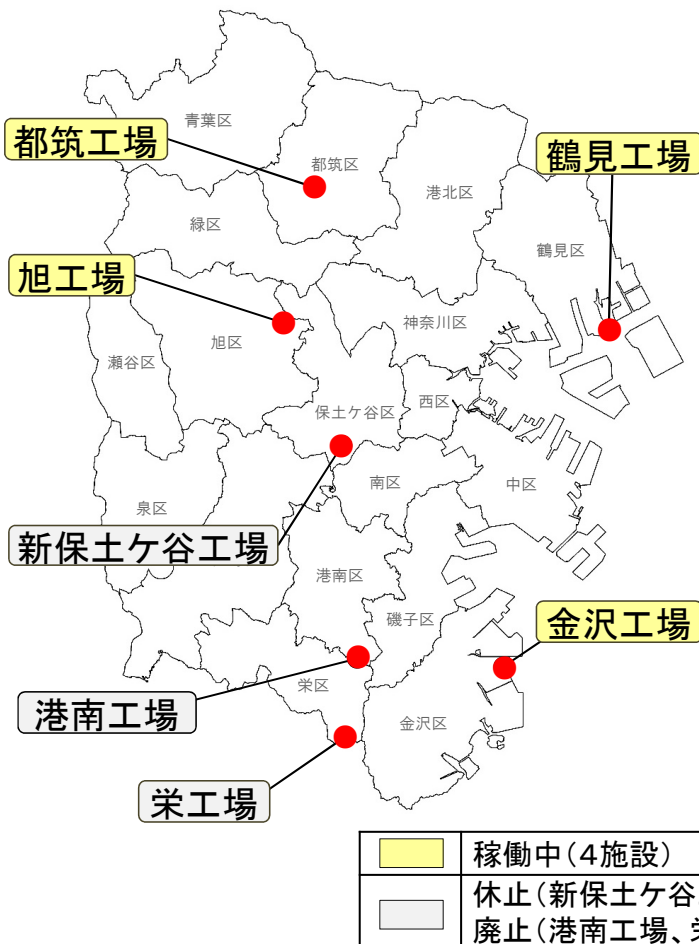 青葉区
都筑工場
都筑区
鶴見工場
港北区
緑区
鶴見区
旭工場
神奈川区
旭区
瀬谷区
西区
保土ケ谷区
南区
中区
泉区
新保土ケ谷工場
港南区
磯子区
金沢工場
栄区
港南工場
金沢区
栄工場
稼働中(4施設)
休止(新保土ケ谷
廃止(港南工場、